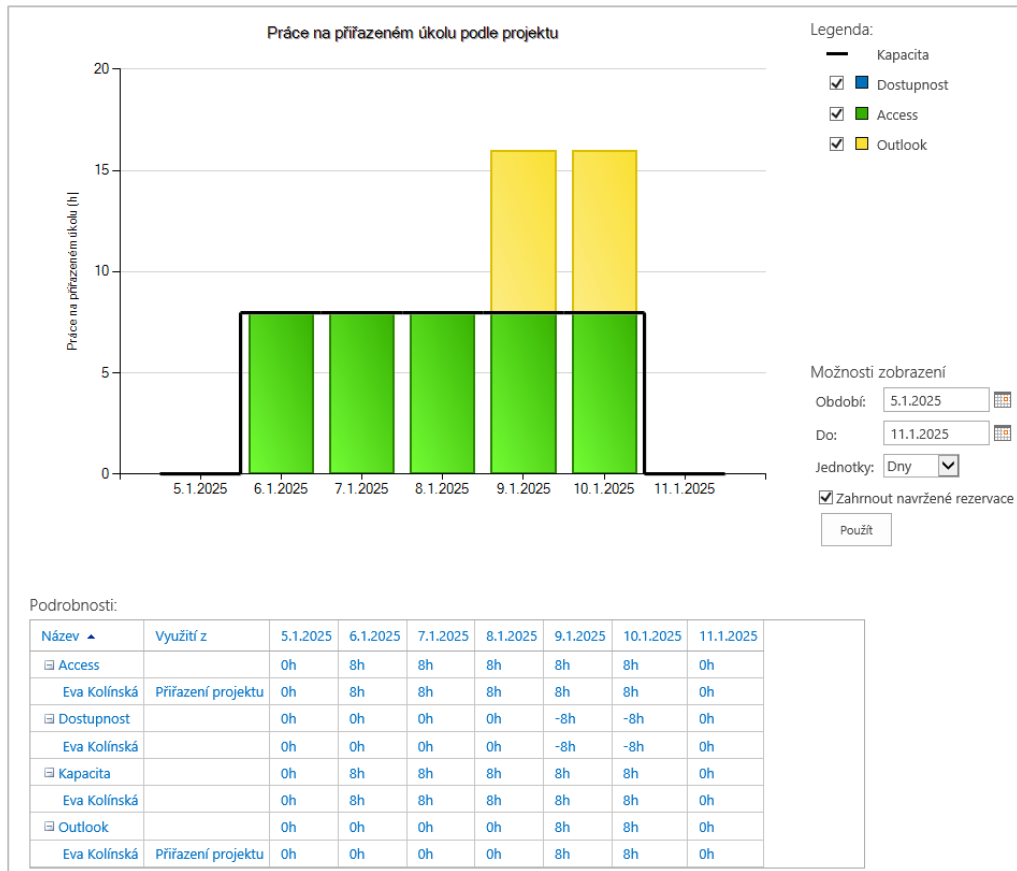 Práce na přiřazeném úkolu podle projektu
Práce na přiřazeném úkolu [h]
20
15
10
5
0
5.1.2025 6.1.2025 7.1.2025 8.1.2025 9.1.2025 10.1.2025 11.1.2025
Legenda:
Kapacita
Dostupnost
Access
Outlook
Možnosti zobrazení
Období: 5.1.2025
Do: 11.1.2025
Jednotky: Dny
Zahrnout navržené rezervace
Použít
Podrobnosti:
Název Využití z 5.1.2025 6.1.2025 7.1.2025 8.1.2025 9.1.2025 10.1.2025 11.1.2025
Access 0h 8h 8h 8h 8h 8h 0h
Eva Kolínská Přiřazení projektu 0h 8h 8h 8h 8h 8h 0h
Dostupnost 0h 0h 0h 0h -8h -8h 0h
Eva Kolínská 0h 0h 0h 0h -8h -8h 0h
Kapacita 0h 8h 8h 8h 8h 8h 0h
Eva Kolínská 0h 8h 8h 8h 8h 8h 0h
Outlook 0h 0h 0h 0h 8h 8h 0h
Eva Kolínská Přiřazení projektu 0h 0h 0h 0h 8h 8h 0h